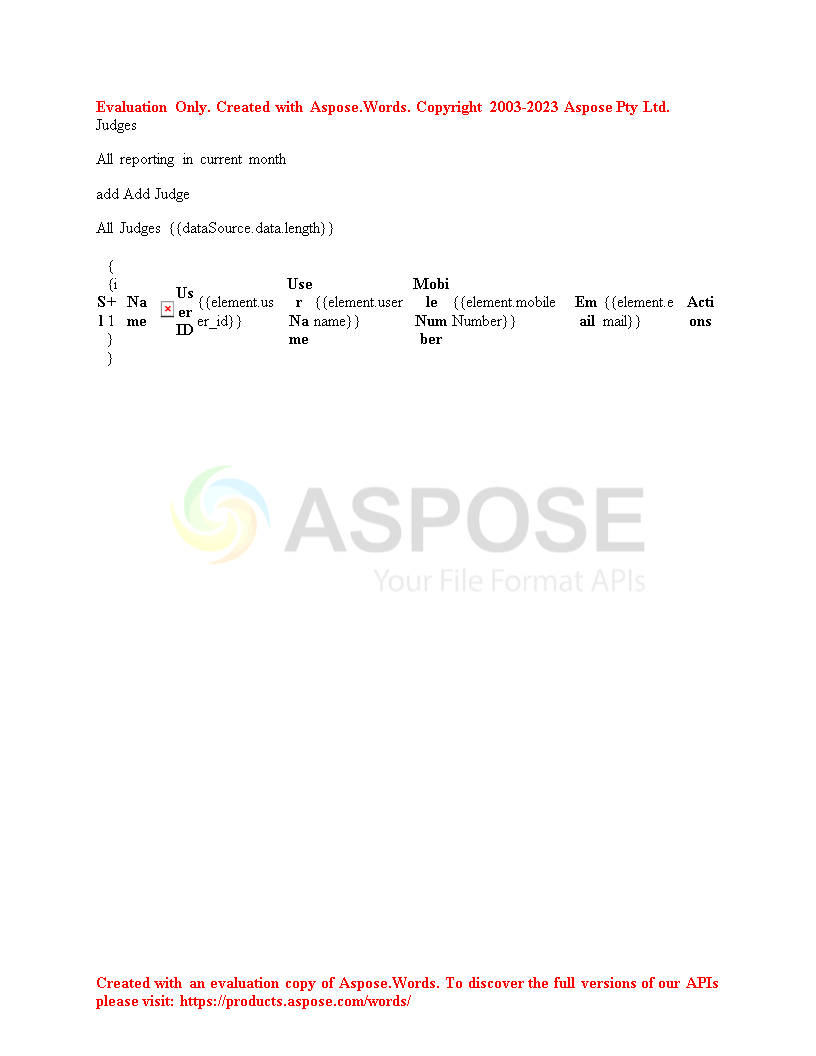 Evaluation Only. Created with Aspose.Words. Copyright 2003-2023 Aspose Pty Ltd.
Judges
All reporting in current month
add Add Judge
All Judges {{dataSource.data.length}}
Sl {{i+1}} Name User ID {{element.user_id}} User Name {{element.username}} Mobile Number {{element.mobileNumber}} Email {{element.email}} Actions
ASPOSE
Your File Format APIs
Created with an evaluation copy of Aspose.Words. To discover the full versions of our APIs
please visit: https://products.aspose.com/words/